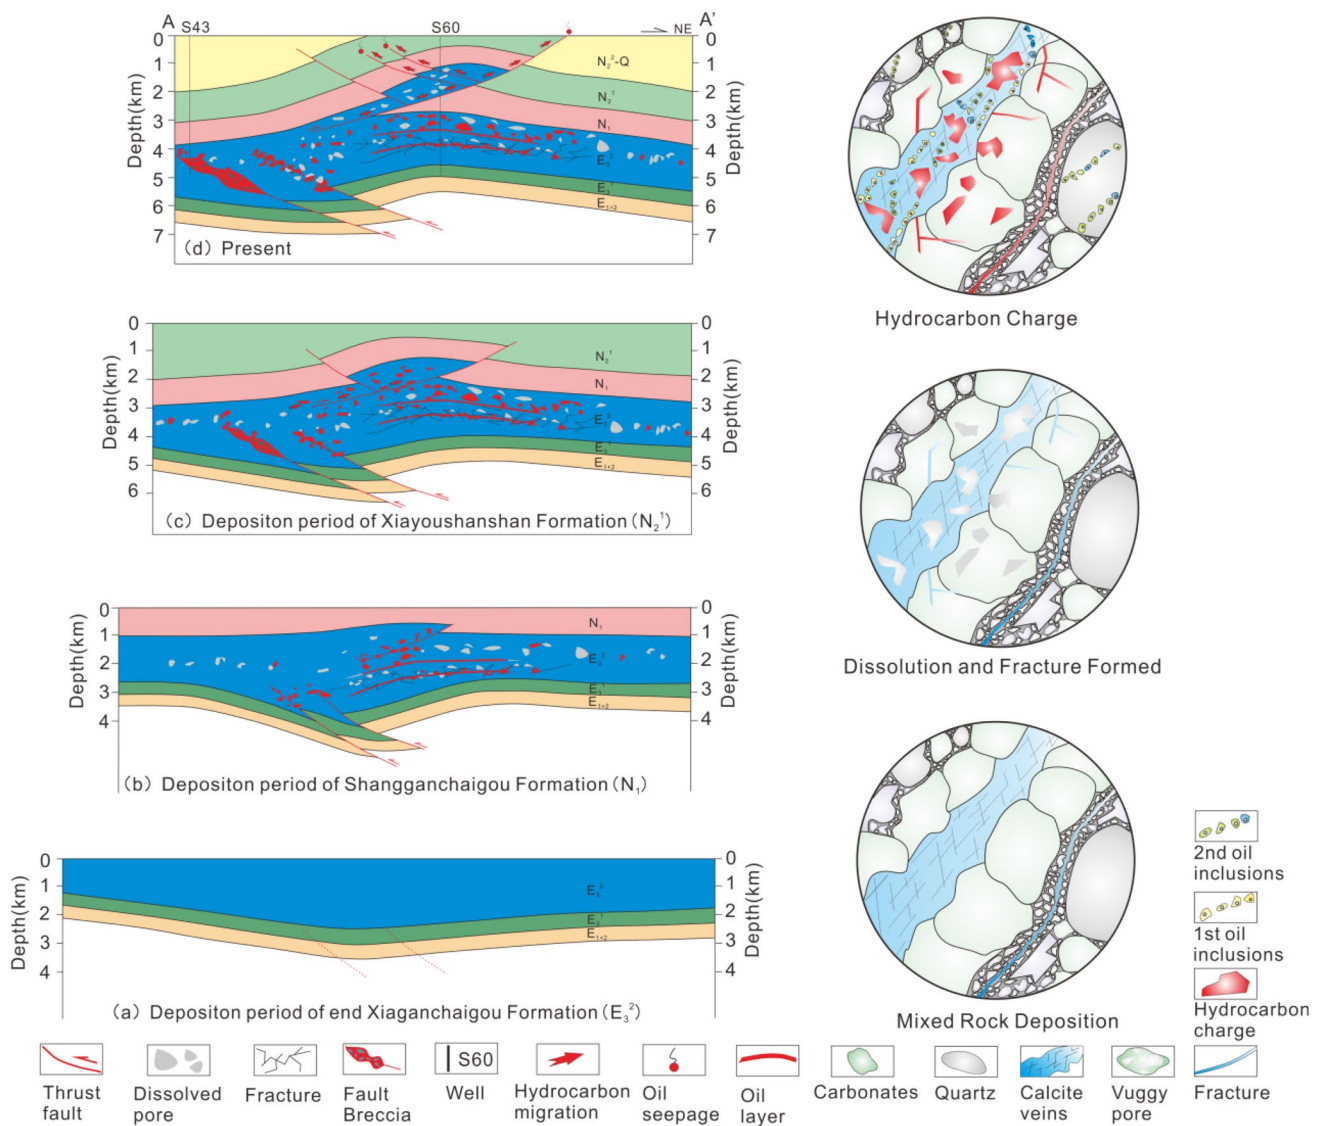 A
S43
S60
A'
NE
0
1
2
3
4
5
6
7
Depth(km)
N₂²-Q
N₂¹
N₁
E₃²
E₃¹
E₁₊₂
0
1
2
3
4
5
6
7
Depth(km)
(d) Present
Hydrocarbon Charge
0
1
2
3
4
5
6
Depth(km)
N₂¹
N₁
E₃²
E₃¹
E₁₊₂
0
1
2
3
4
5
6
Depth(km)
(c) Depositon period of Xiayoushanshan Formation(N₂¹)
Dissolution and Fracture Formed
0
1
2
3
4
Depth(km)
N₁
E₃²
E₃¹
E₁₊₂
0
1
2
3
4
Depth(km)
(b) Depositon period of Shangganchaigou Formation(N₁)
0
1
2
3
4
Depth(km)
E₃²
E₃¹
E₁₊₂
0
1
2
3
4
Depth(km)
(a) Depositon period of end Xiaganchaigou Formation(E₃²)
Mixed Rock Deposition
2nd oil
inclusions
1st oil
inclusions
Hydrocarbon
charge
Thrust
fault
Dissolved
pore
Fracture
Fault
Breccia
S60
Well
Hydrocarbon
migration
Oil
seepage
Oil
layer
Carbonates
Quartz
Calcite
veins
Vuggy
pore
Fracture